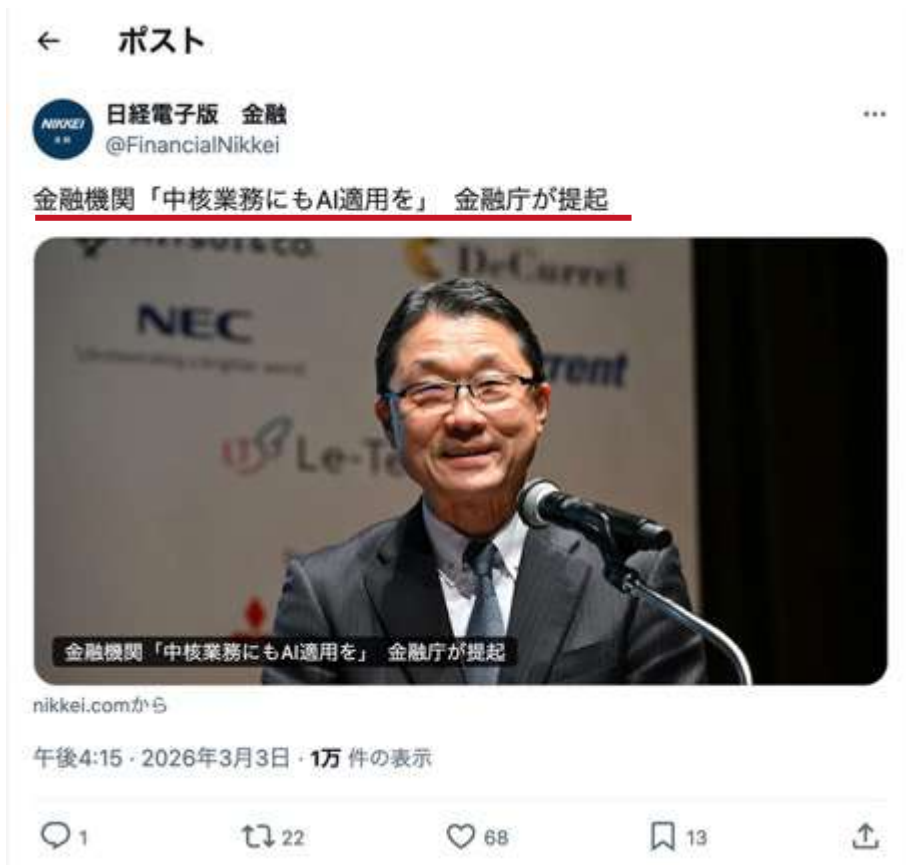 ← ポスト
NIKKEI
日経電子版　金融
@FinancialNikkei
…
金融機関「中核業務にもAI適用を」　金融庁が提起
DeCurret
NEC
Le-Te
金融機関「中核業務にもAI適用を」　金融庁が提起
nikkei.comから
午後4:15 · 2026年3月3日 · 1万 件の表示
1 22 68 13